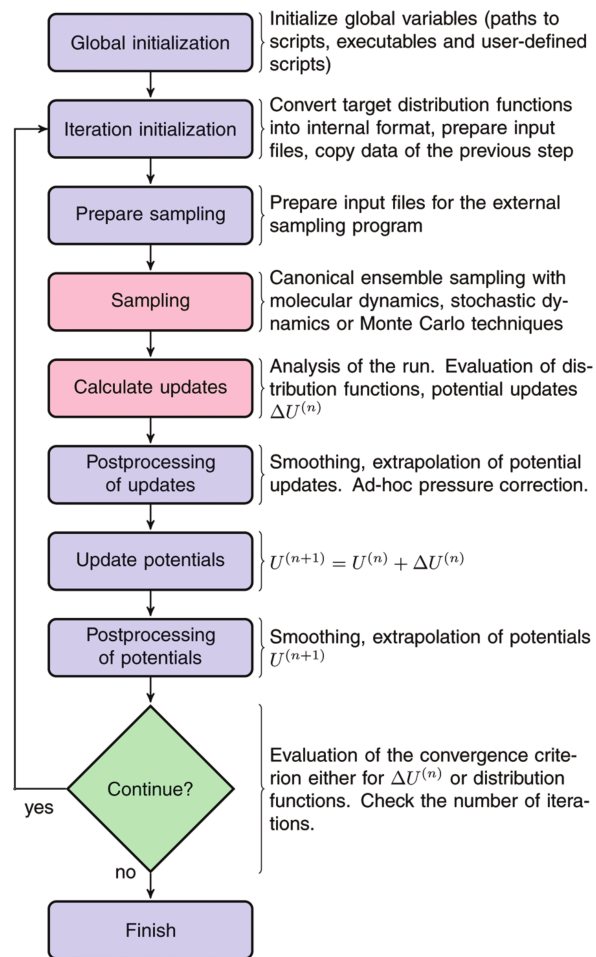 Global initialization
Initialize global variables (paths to
scripts, executables and user-defined
scripts)
Iteration initialization
Convert target distribution functions
into internal format, prepare input
files, copy data of the previous step
Prepare sampling
Prepare input files for the external
sampling program
Sampling
Canonical ensemble sampling with
molecular dynamics, stochastic dy-
namics or Monte Carlo techniques
Calculate updates
Analysis of the run. Evaluation of dis-
tribution functions, potential updates
ΔU⁽ⁿ⁾
Postprocessing
of updates
Smoothing, extrapolation of potential
updates. Ad-hoc pressure correction.
Update potentials
U⁽ⁿ⁺¹⁾ = U⁽ⁿ⁾ + ΔU⁽ⁿ⁾
Postprocessing
of potentials
Smoothing, extrapolation of potentials
U⁽ⁿ⁺¹⁾
Continue?
Evaluation of the convergence crite-
rion either for ΔU⁽ⁿ⁾ or distribution
functions. Check the number of itera-
tions.
yes
no
Finish